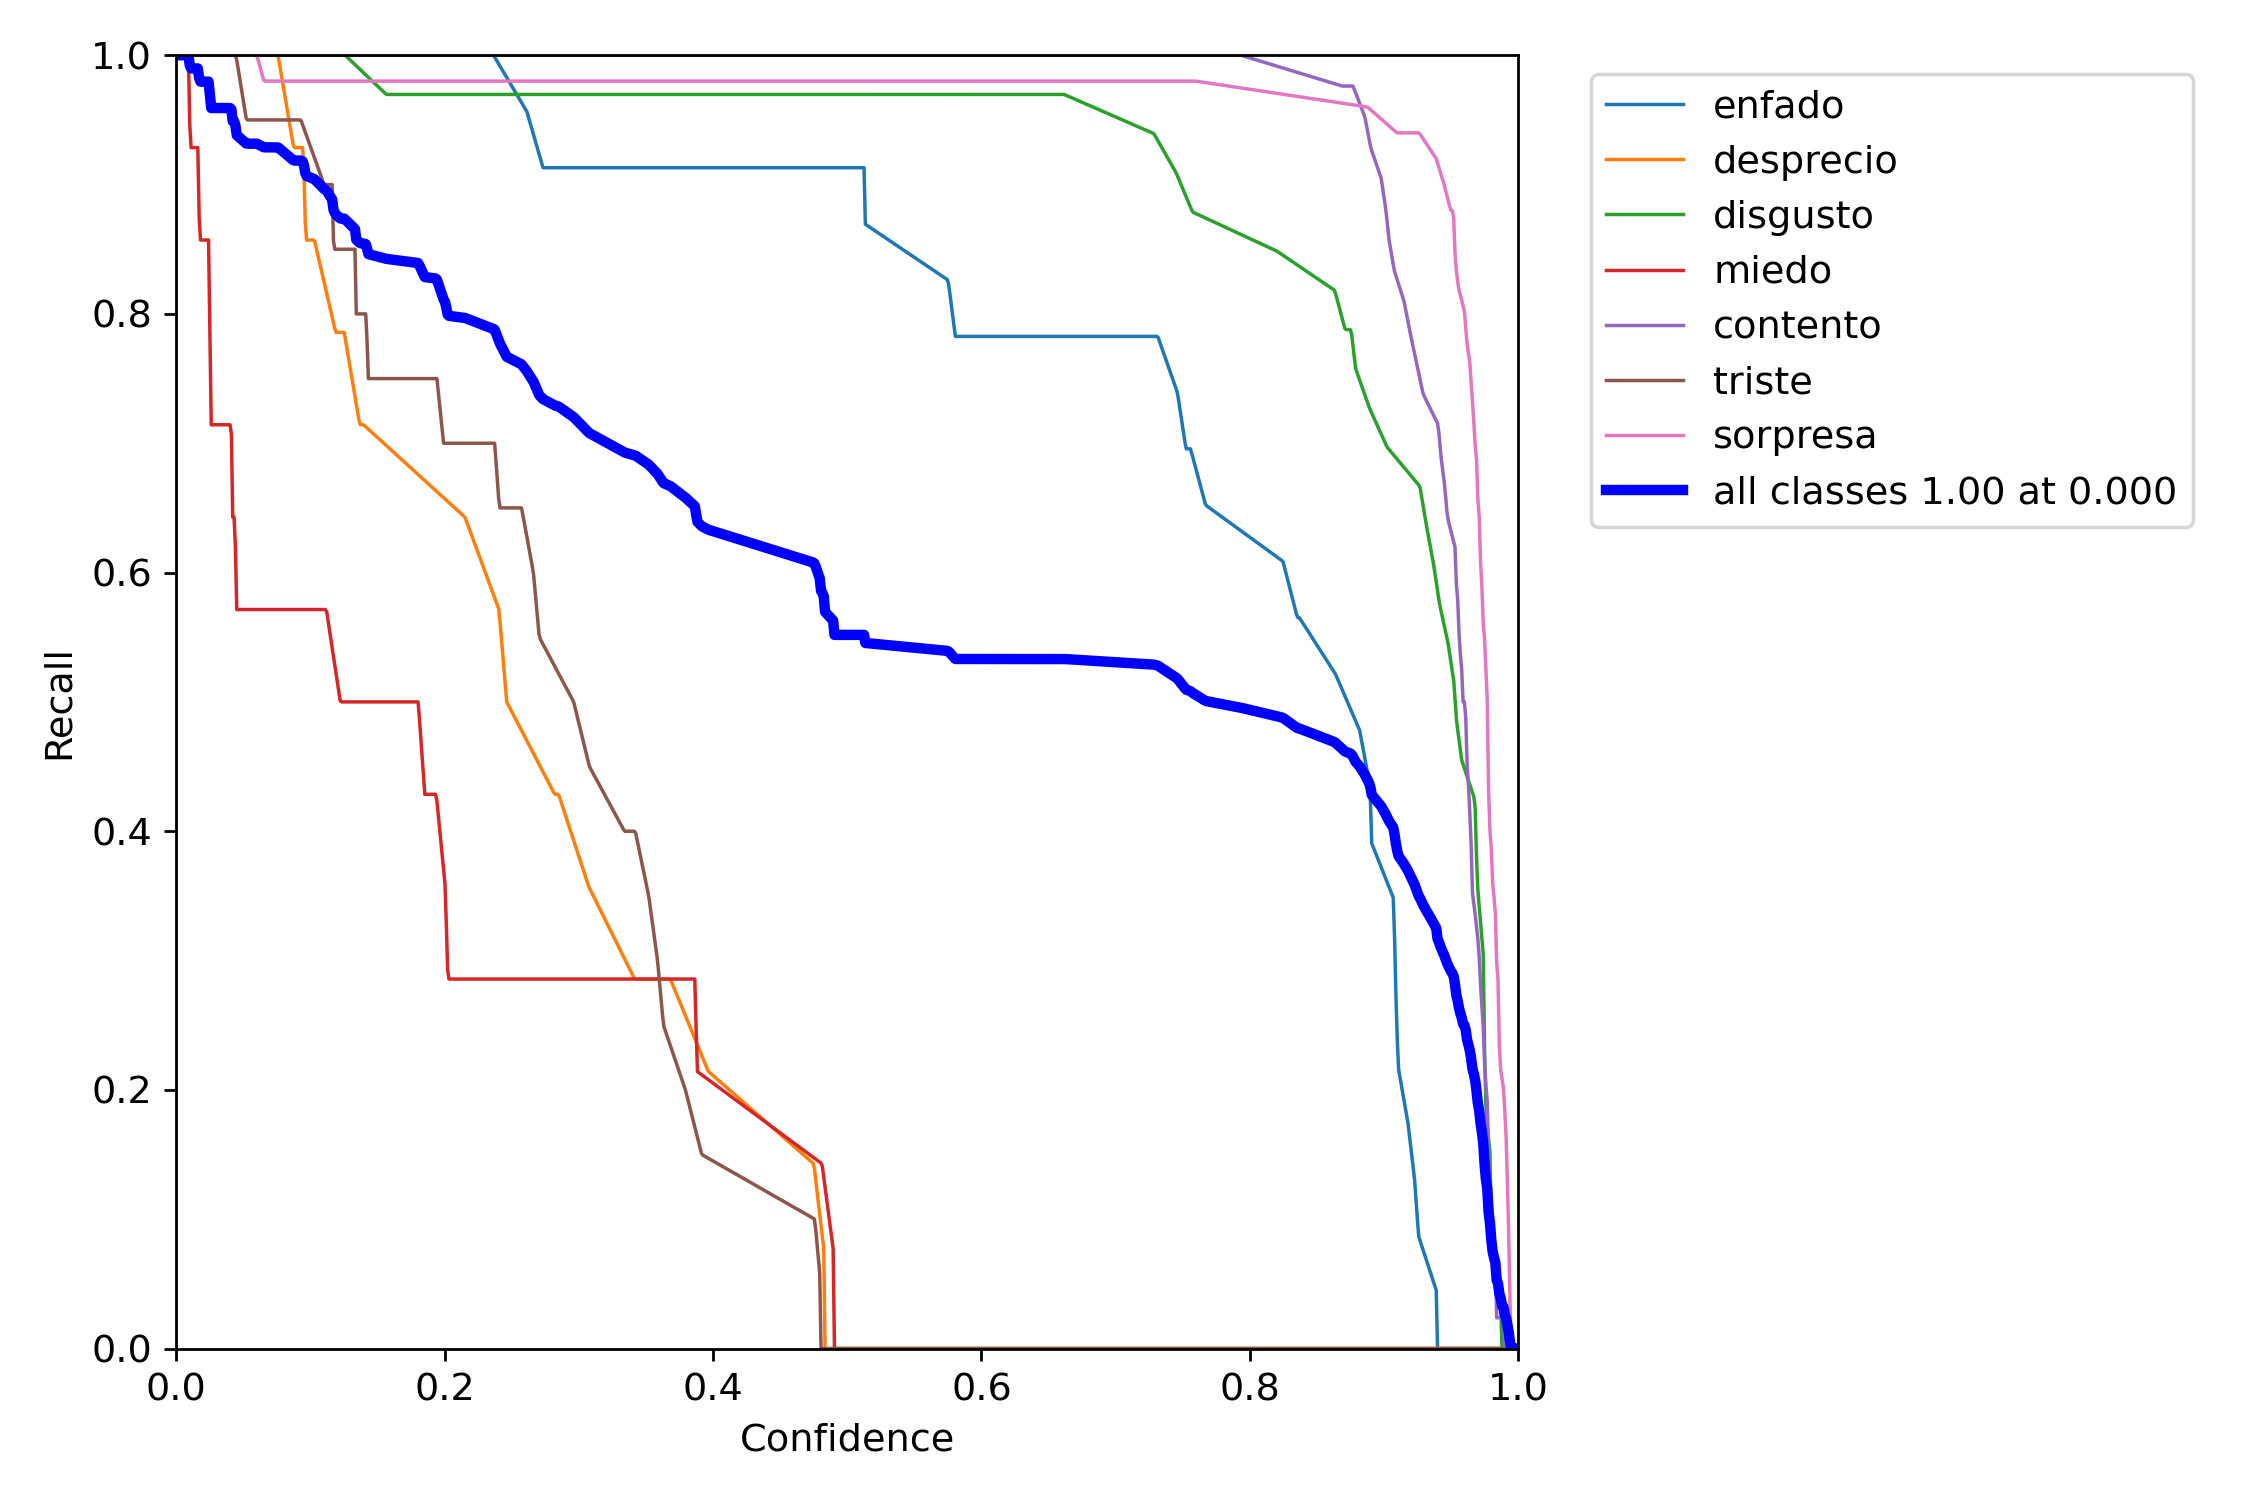 1.0
0.8
0.6
0.4
0.2
0.0
Recall
0.0 0.2 0.4 0.6 0.8 1.0
Confidence
enfado
desprecio
disgusto
miedo
contento
triste
sorpresa
all classes 1.00 at 0.000